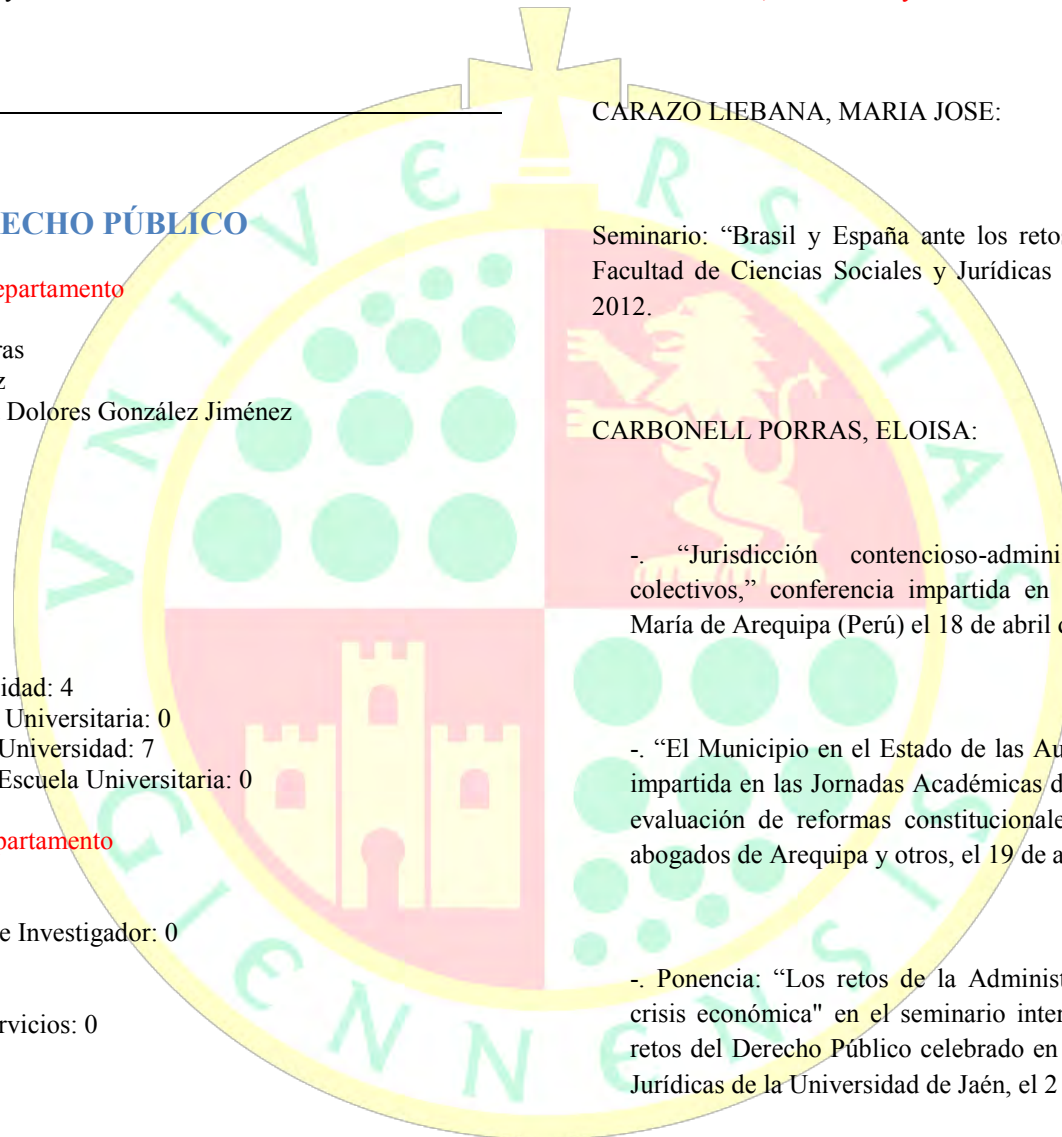 ECHO PÚBLICO
epartamento
ras
z
Dolores González Jiménez
idad: 4
Universitaria: 0
Universidad: 7
Escuela Universitaria: 0
partamento
e Investigador: 0
rvicios: 0
CARAZO LIEBANA, MARIA JOSE:
Seminario: “Brasil y España ante los reto
Facultad de Ciencias Sociales y Jurídicas
2012.
CARBONELL PORRAS, ELOISA:
-. “Jurisdicción contencioso-admini
colectivos,” conferencia impartida en
María de Arequipa (Perú) el 18 de abril
-. “El Municipio en el Estado de las Au
impartida en las Jornadas Académicas d
evaluación de reformas constitucionale
abogados de Arequipa y otros, el 19 de a
-. Ponencia: “Los retos de la Administ
crisis económica" en el seminario inter
retos del Derecho Público celebrado en
Jurídicas de la Universidad de Jaén, el 2
VNIVERSITAS
GIENNENSIS